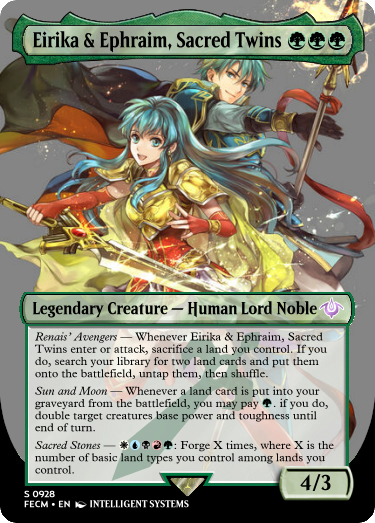 Eirika & Ephraim, Sacred Twins
Legendary Creature — Human Lord Noble
Renais' Avengers — Whenever Eirika & Ephraim, Sacred
Twins enter or attack, sacrifice a land you control. If you
do, search your library for two land cards and put them
onto the battlefield, untap them, then shuffle.
Sun and Moon — Whenever a land card is put into your
graveyard from the battlefield, you may pay . if you do,
double target creatures base power and toughness until
end of turn.
Sacred Stones — : Forge X times, where X is the
number of basic land types you control among lands you
control.
4/3
S 0928
FECM • EN INTELLIGENT SYSTEMS